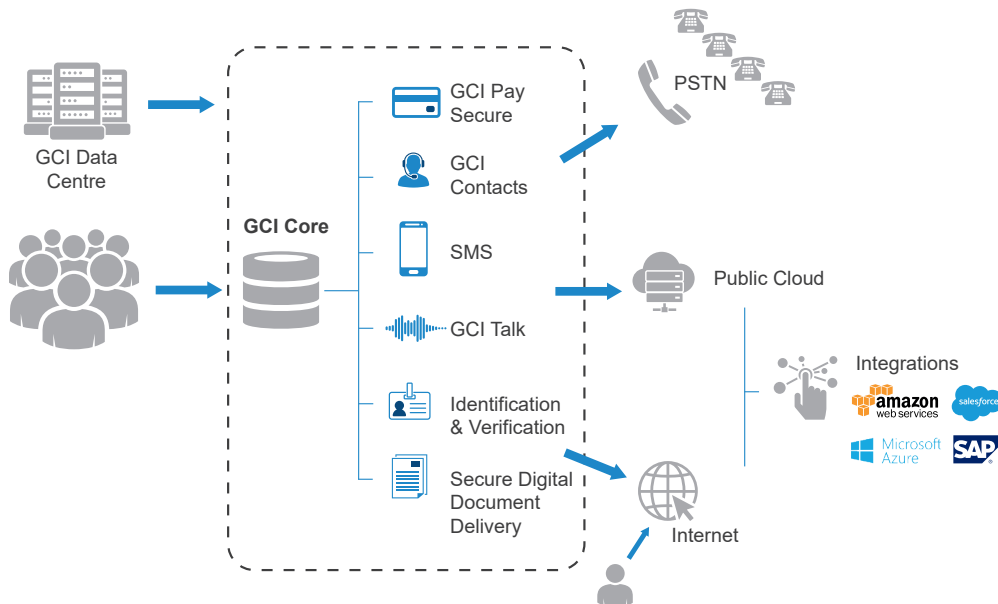 GCI Data
Centre
GCI Core
GCI Pay
Secure
GCI
Contacts
SMS
GCI Talk
Identification
& Verification
Secure Digital
Document
Delivery
PSTN
Public Cloud
Internet
Integrations
amazon
web services
salesforce
Microsoft
Azure
SAP®